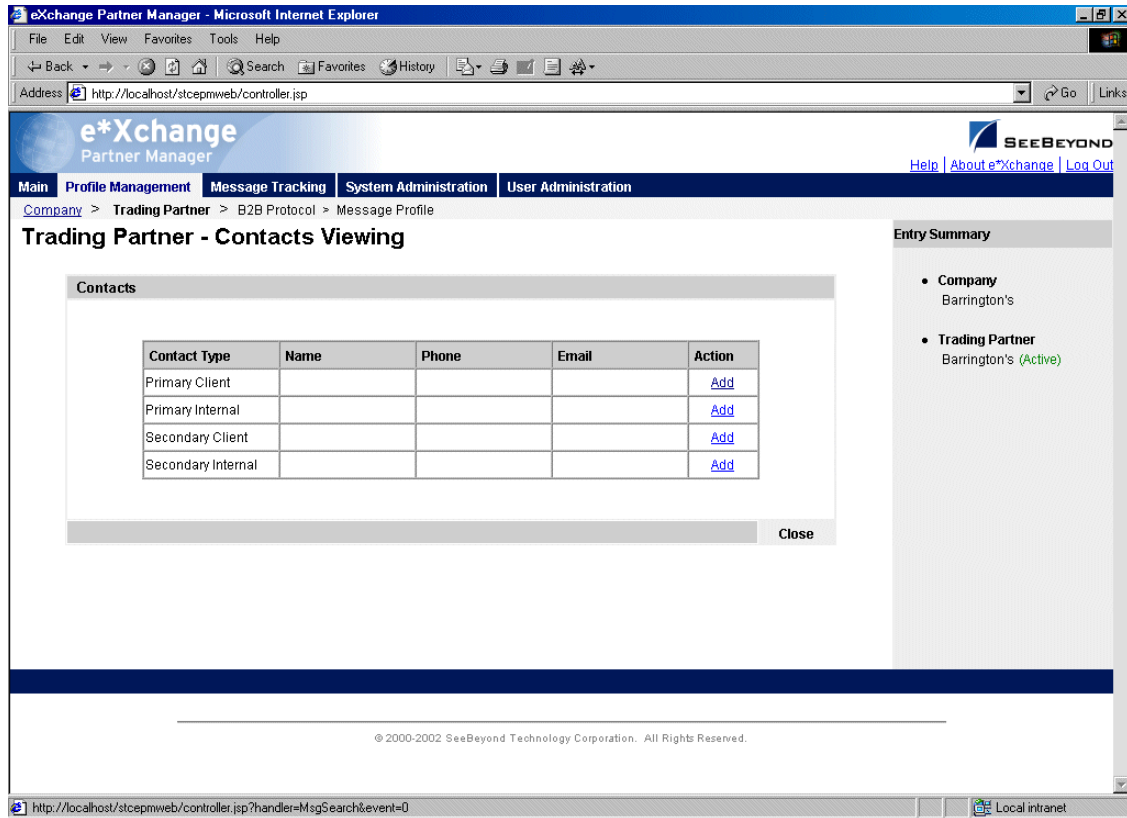 eXchange Partner Manager - Microsoft Internet Explorer
File Edit View Favorites Tools Help
Back Search Favorites History
Address http://localhost/stcepmweb/controller.jsp Go Links
e*Xchange
Partner Manager
SEEBEYOND
Help | About e*Xchange | Log Out
Main Profile Management Message Tracking System Administration User Administration
Company > Trading Partner > B2B Protocol > Message Profile
Trading Partner - Contacts Viewing
Contacts
Contact Type Name Phone Email Action
Primary Client Add
Primary Internal Add
Secondary Client Add
Secondary Internal Add
Close
Entry Summary
• Company
Barrington's
• Trading Partner
Barrington's (Active)
© 2000-2002 SeeBeyond Technology Corporation. All Rights Reserved.
http://localhost/stcepmweb/controller.jsp?handler=MsgSearch&event=0 Local intranet